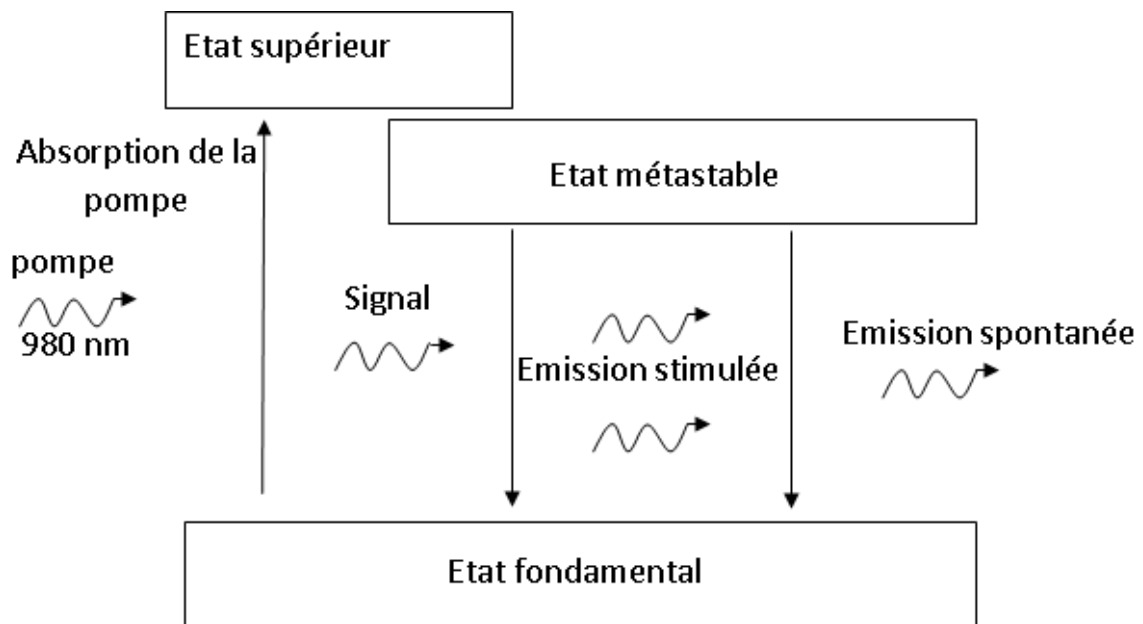 Etat supérieur
Absorption de la
pompe
Etat métastable
pompe
980 nm
Signal
Emission stimulée
Emission spontanée
Etat fondamental